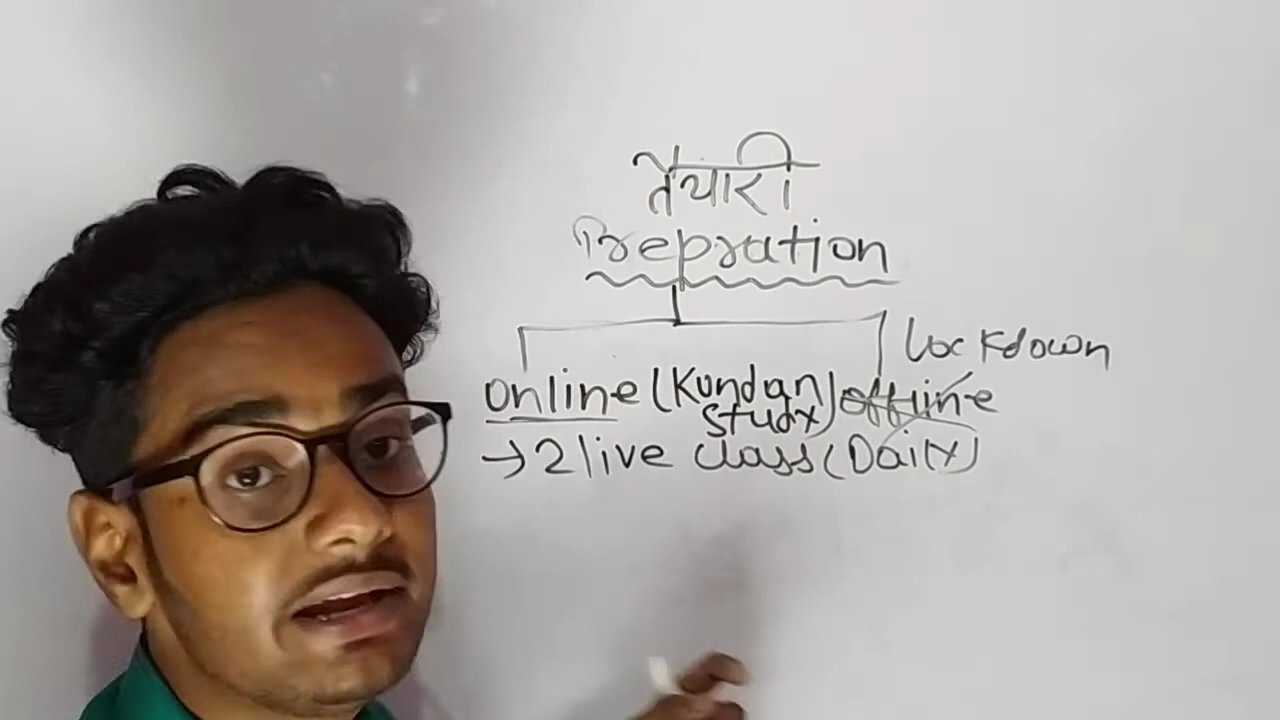 तैयारी
Prepration
Lockdown
Online (Kundan Study) offline
→ 2 live class (Daily)